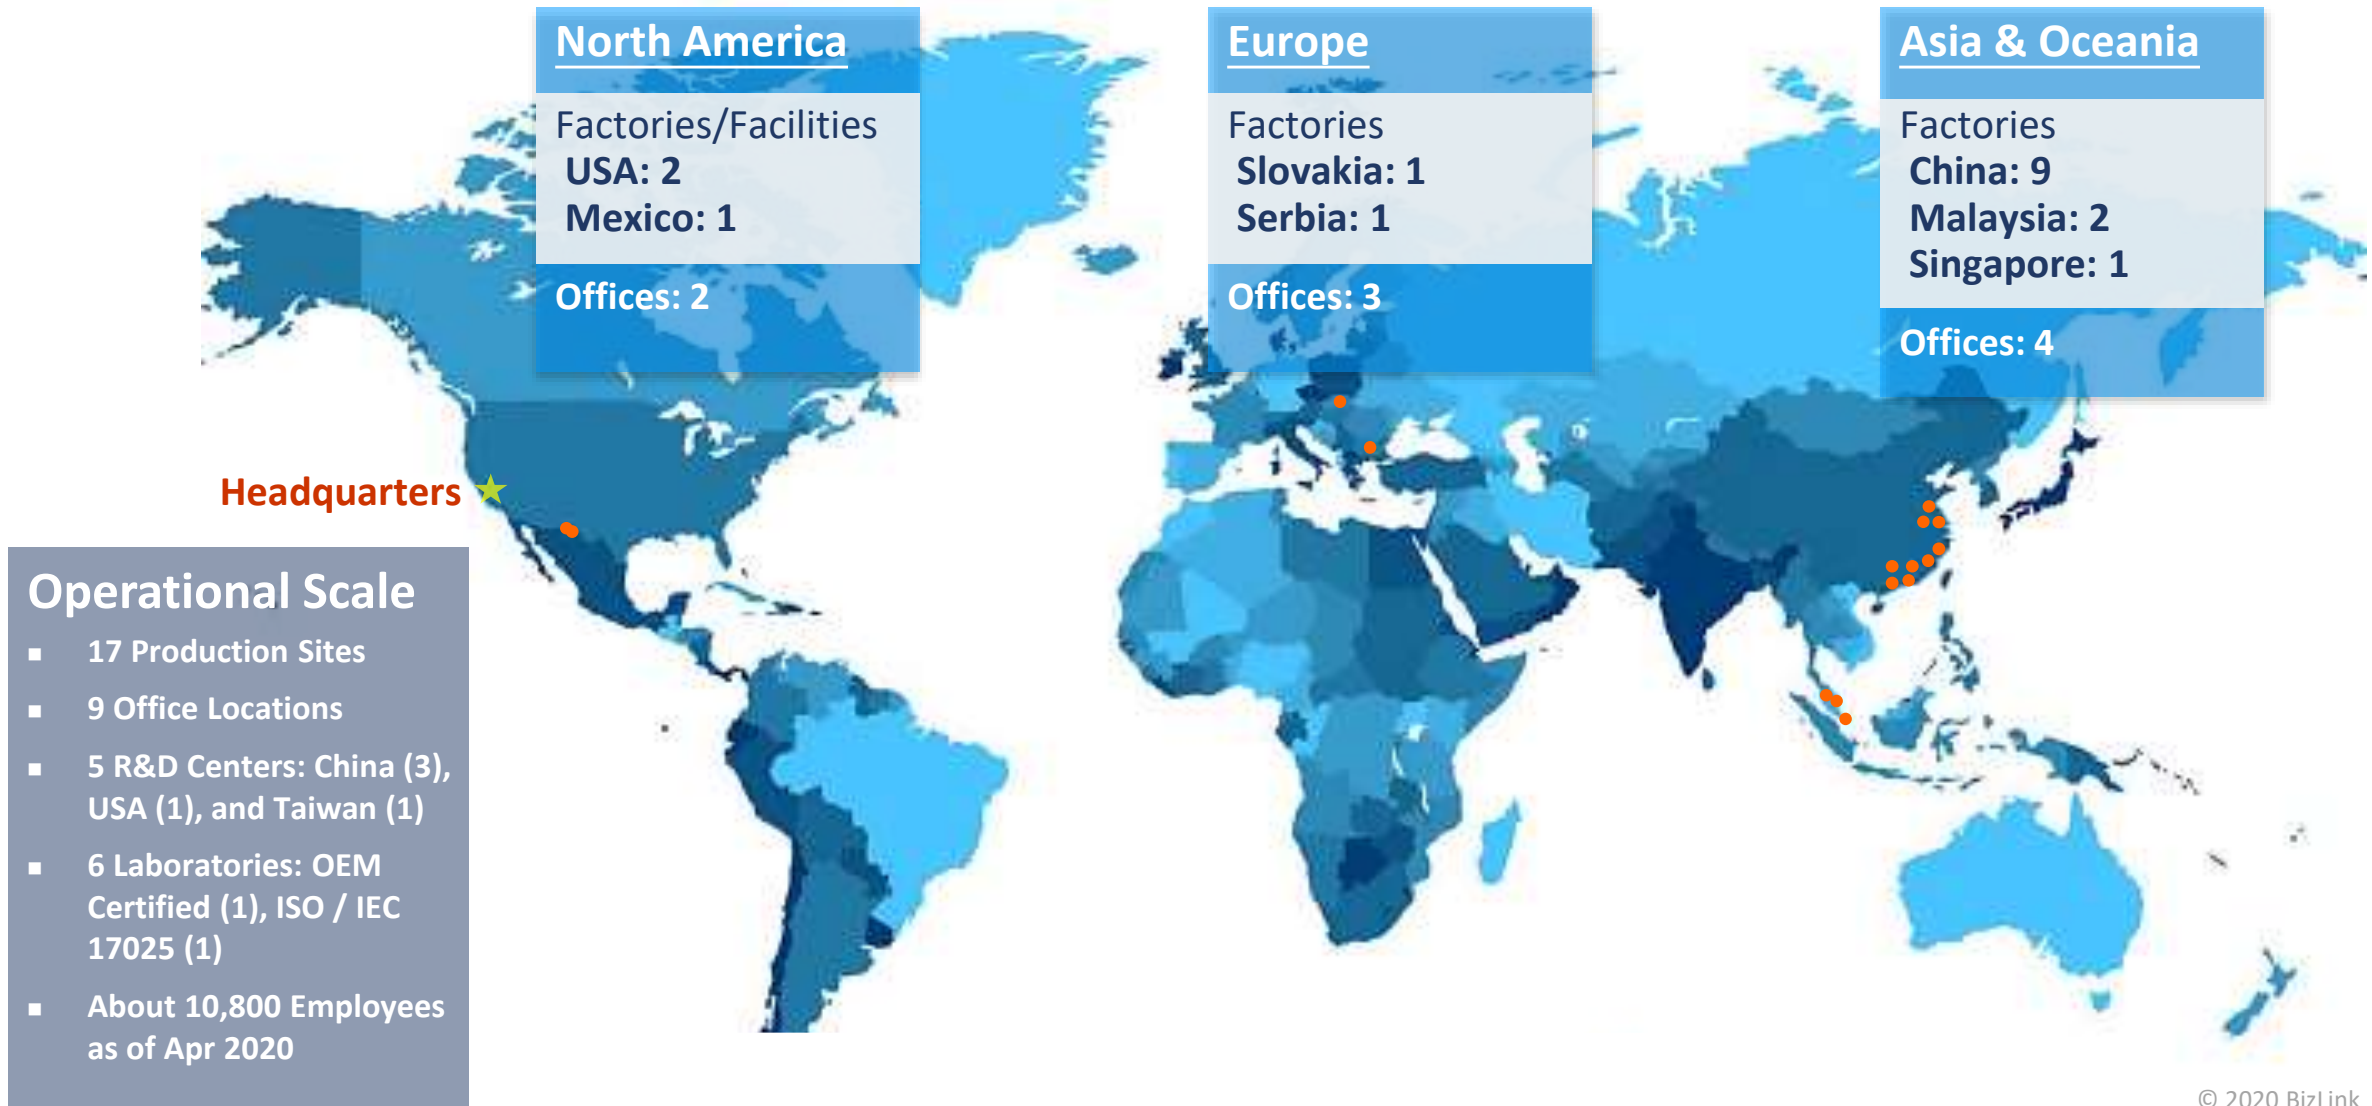 North America
Factories/Facilities
USA: 2
Mexico: 1
Offices: 2
Europe
Factories
Slovakia: 1
Serbia: 1
Offices: 3
Asia & Oceania
Factories
China: 9
Malaysia: 2
Singapore: 1
Offices: 4
Headquarters
Operational Scale
▪ 17 Production Sites
▪ 9 Office Locations
▪ 5 R&D Centers: China (3),
USA (1), and Taiwan (1)
▪ 6 Laboratories: OEM
Certified (1), ISO / IEC
17025 (1)
▪ About 10,800 Employees
as of Apr 2020
© 2020 BizLink